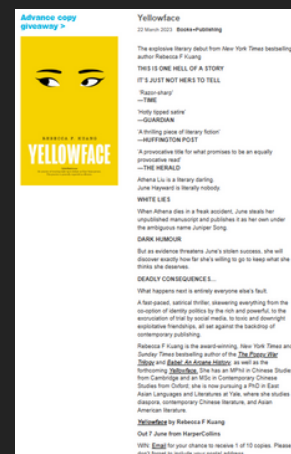 Advance copy
giveaway >
REBECCA F KUANG
YELLOWFACE
Yellowface
22 March 2023 Books+Publishing
The explosive literary debut from New York Times bestselling
author Rebecca F Kuang
THIS IS ONE HELL OF A STORY
IT'S JUST NOT HERS TO TELL
'Razor-sharp'
—TIME
'Hotly tipped satire'
—GUARDIAN
'A thrilling piece of literary fiction'
—HUFFINGTON POST
'A provocative title for what promises to be an equally
provocative read'
—THE HERALD
Athena Liu is a literary darling.
June Hayward is literally nobody.
WHITE LIES
When Athena dies in a freak accident, June steals her
unpublished manuscript and publishes it as her own under
the ambiguous name Juniper Song.
DARK HUMOUR
But as evidence threatens June's stolen success, she will
discover exactly how far she's willing to go to keep what she
thinks she deserves.
DEADLY CONSEQUENCES...
What happens next is entirely everyone else's fault.
A fast-paced, satirical thriller, skewering everything from the
co-option of identity politics by the rich and powerful, to the
excruciation of trial by social media, to toxic and downright
exploitative friendships, all set against the backdrop of
contemporary publishing.
Rebecca F Kuang is the award-winning, New York Times and
Sunday Times bestselling author of the The Poppy War
Trilogy and Babel: An Arcane History, as well as the
forthcoming Yellowface. She has an MPhil in Chinese Studies
from Cambridge and an MSc in Contemporary Chinese
Studies from Oxford; she is now pursuing a PhD in East
Asian Languages and Literatures at Yale, where she studies
diaspora, contemporary Chinese literature, and Asian
American literature.
Yellowface by Rebecca F Kuang
Out 7 June from HarperCollins
WIN: Email for your chance to receive 1 of 10 copies. Please
don't forget to include your postal address.